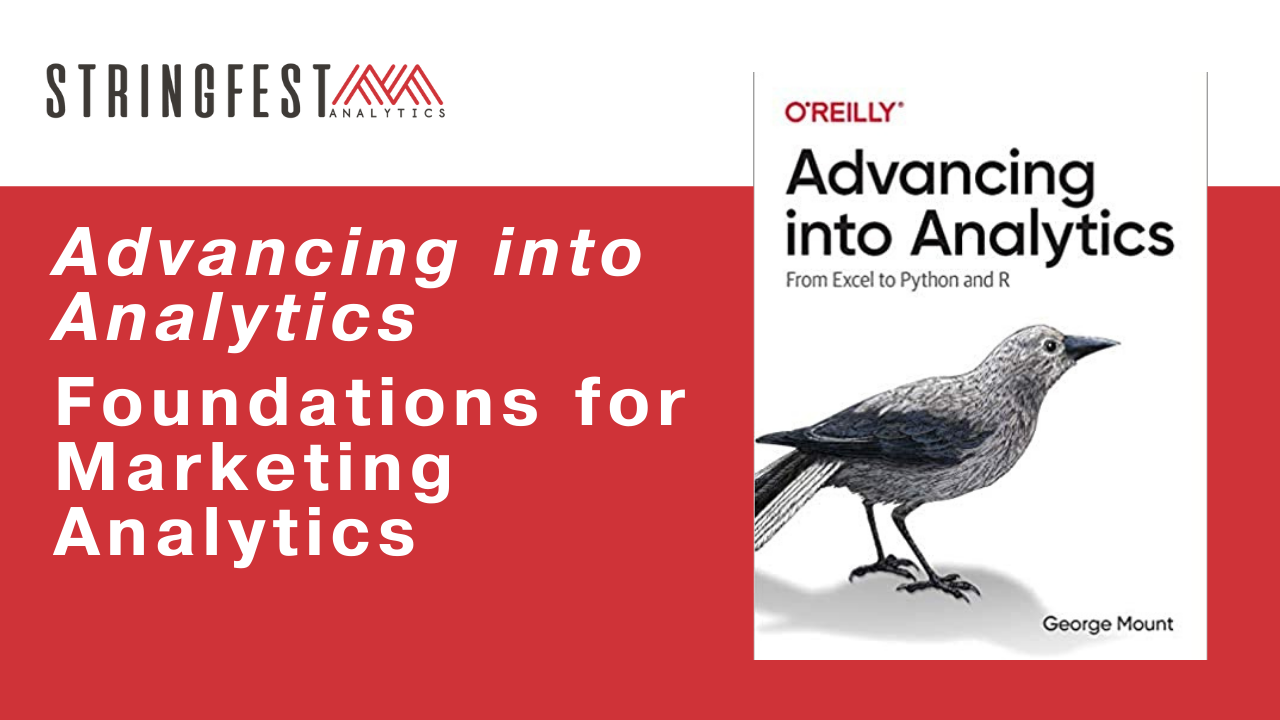 STRINGFEST
ANALYTICS
Advancing into
Analytics
Foundations for
Marketing
Analytics
O'REILLY®
Advancing
into Analytics
From Excel to Python and R
George Mount